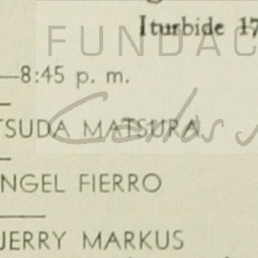 Iturbide 17
FUNDAC
—8:45 p. m.
TSUDA MATSURA
NGEL FIERRO
JERRY MARKUS